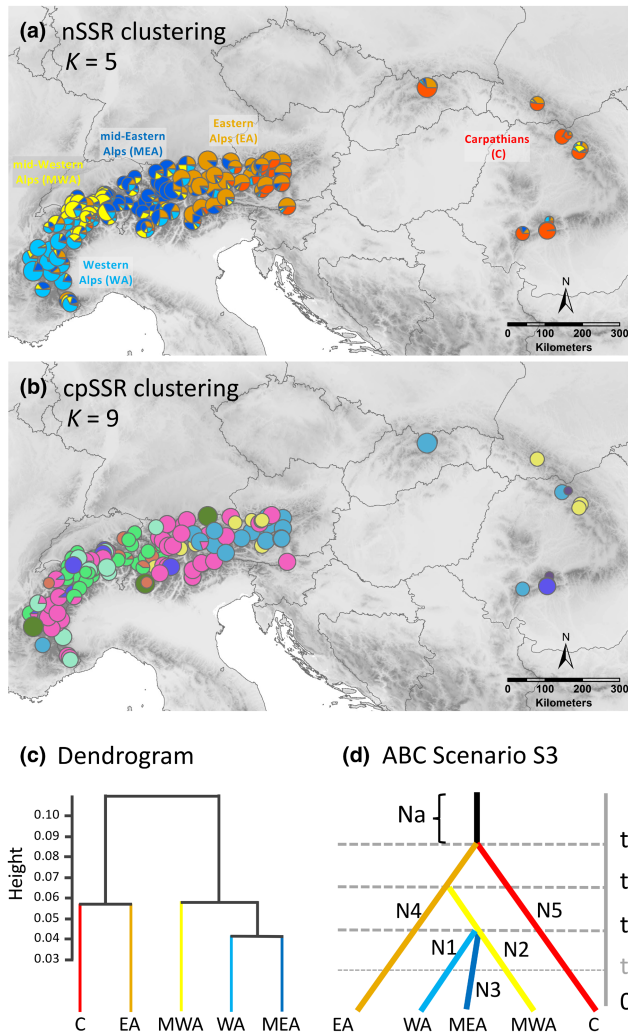 (a) nSSR clustering
K = 5
Eastern
Alps (EA)
mid-Eastern
Alps (MEA)
mid-Western
Alps (MWA)
Carpathians
(C)
Western
Alps (WA)
N
0 100 200 300
Kilometers
(b) cpSSR clustering
K = 9
N
0 100 200 300
Kilometers
(c) Dendrogram
Height
0.10
0.09
0.08
0.07
0.06
0.05
0.04
0.03
C EA MWA WA MEA
(d) ABC Scenario S3
Na
t
t
N4 N5
t
N1 N2
N3
t
0
EA WA MEA MWA C